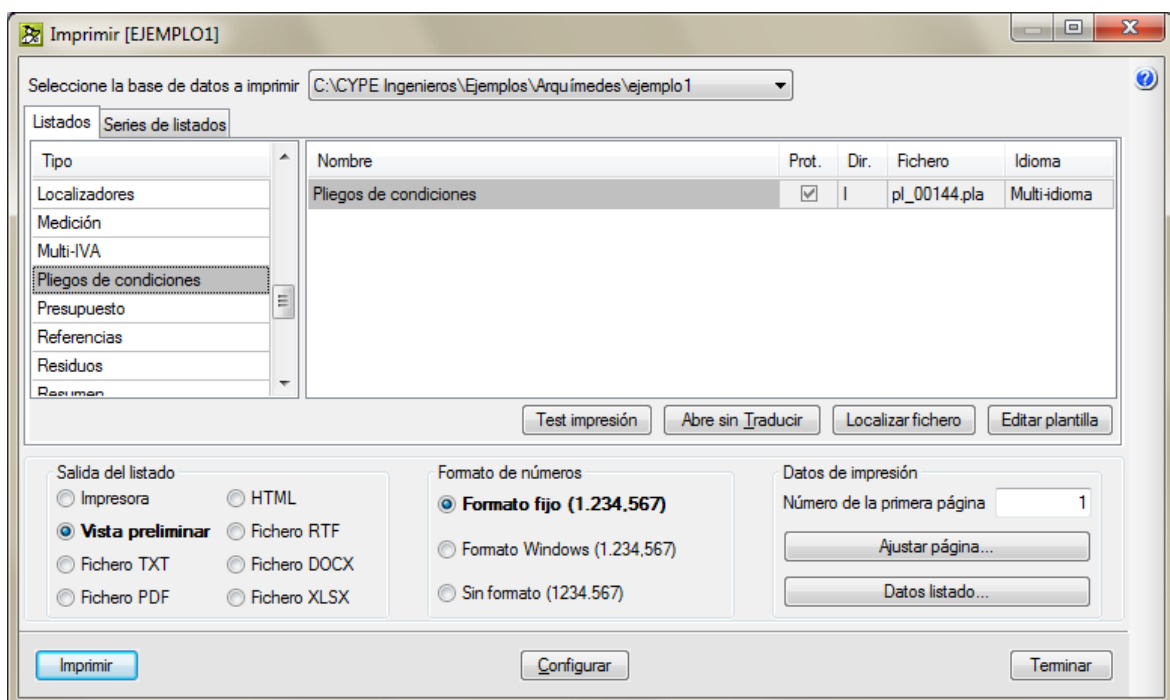 Imprimir [EJEMPLO1]
Seleccione la base de datos a imprimir C:\CYPE Ingenieros\Ejemplos\Arquímedes\ejemplo1
Listados Series de listados
Tipo
Localizadores
Medición
Multi-IVA
Pliegos de condiciones
Presupuesto
Referencias
Residuos
Resumen
Nombre Prot. Dir. Fichero Idioma
Pliegos de condiciones I pl_00144.pla Multi-idioma
Test impresión Abre sin Traducir Localizar fichero Editar plantilla
Salida del listado
Impresora HTML
Vista preliminar Fichero RTF
Fichero TXT Fichero DOCX
Fichero PDF Fichero XLSX
Formato de números
Formato fijo (1.234,567)
Formato Windows (1.234,567)
Sin formato (1234.567)
Datos de impresión
Número de la primera página 1
Ajustar página...
Datos listado...
Imprimir Configurar Terminar